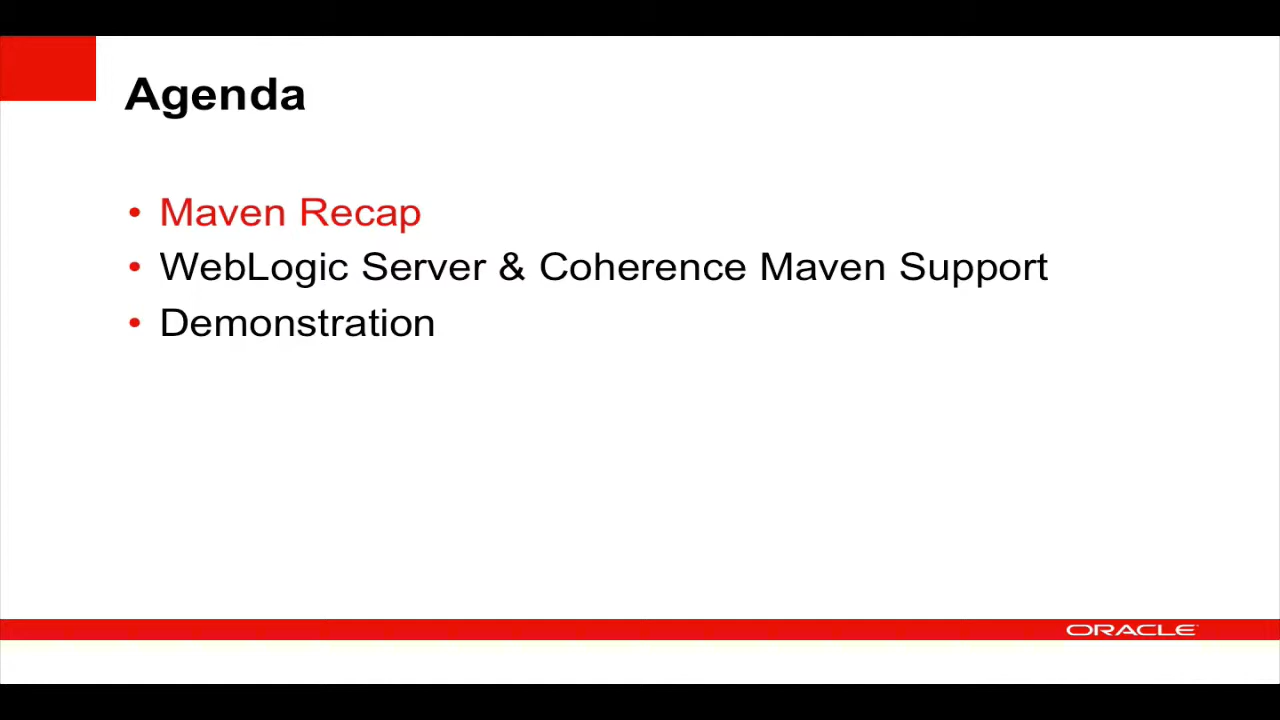 Agenda
• Maven Recap
• WebLogic Server & Coherence Maven Support
• Demonstration
ORACLE